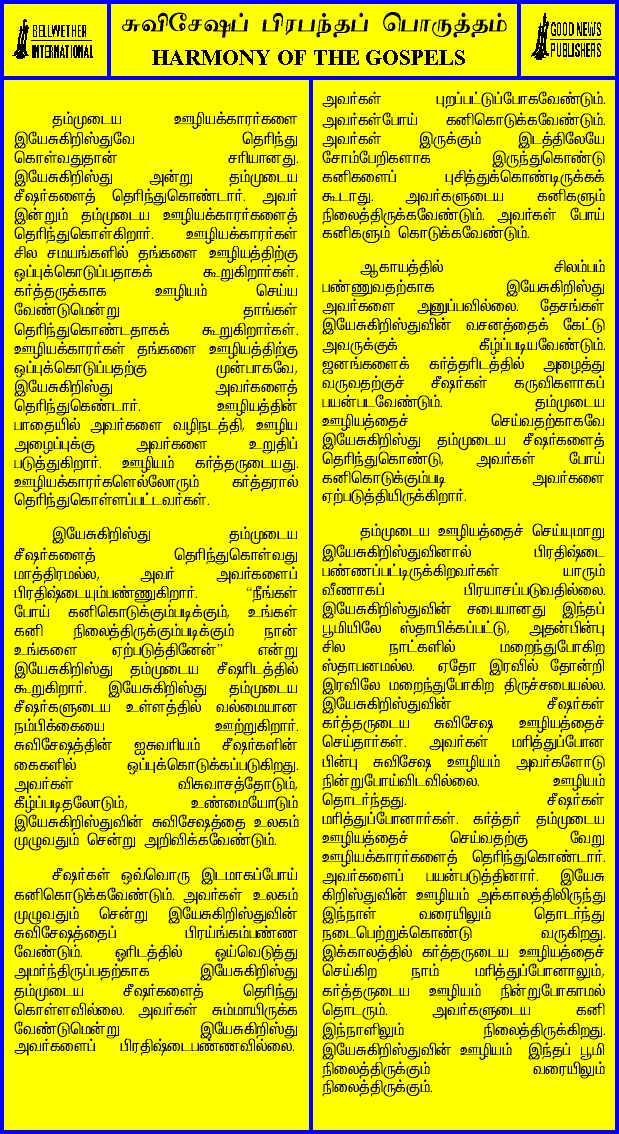 BELLWETHER
INTERNATIONAL
சுவிசேஷப் பிரபந்தப் பொருத்தம்
HARMONY OF THE GOSPELS
GOOD NEWS
PUBLISHERS
தம்முடைய ஊழியக்காரர்களை
இயேசுகிறிஸ்துவே தெரிந்து
கொள்வதுதான் சரியானது.
இயேசுகிறிஸ்து அன்று தம்முடைய
சீஷர்களைத் தெரிந்துகொண்டார். அவர்
இன்றும் தம்முடைய ஊழியக்காரர்களைத்
தெரிந்துகொள்கிறார். ஊழியக்காரர்கள்
சில சமயங்களில் தங்களை ஊழியத்திற்கு
ஒப்புக்கொடுப்பதாகக் கூறுகிறார்கள்.
கர்த்தருக்காக ஊழியம் செய்ய
வேண்டுமென்று தாங்கள்
தெரிந்துகொண்டதாகக் கூறுகிறார்கள்.
ஊழியக்காரர்கள் தங்களை ஊழியத்திற்கு
ஒப்புக்கொடுப்பதற்கு முன்பாகவே,
இயேசுகிறிஸ்து அவர்களைத்
தெரிந்துகெண்டார். ஊழியத்தின்
பாதையில் அவர்களை வழிநடத்தி, ஊழிய
அழைப்புக்கு அவர்களை உறுதிப்
படுத்துகிறார். ஊழியம் கர்த்தருடையது.
ஊழியக்காரர்களெல்லோரும் கர்த்தரால்
தெரிந்துகொள்ளப்பட்டவர்கள்.
இயேசுகிறிஸ்து தம்முடைய
சீஷர்களைத் தெரிந்துகொள்வது
மாத்திரமல்ல, அவர் அவர்களைப்
பிரதிஷ்டையும்பண்ணுகிறார். “நீங்கள்
போய் கனிகொடுக்கும்படிக்கும், உங்கள்
கனி நிலைத்திருக்கும்படிக்கும் நான்
உங்களை ஏற்படுத்தினேன்” என்று
இயேசுகிறிஸ்து தம்முடைய சீஷரிடத்தில்
கூறுகிறார். இயேசுகிறிஸ்து தம்முடைய
சீஷர்களுடைய உள்ளத்தில் வல்மையான
நம்பிக்கையை ஊற்றுகிறார்.
சுவிசேஷத்தின் ஐசுவரியம் சீஷர்களின்
கைகளில் ஒப்புக்கொடுக்கப்படுகிறது.
அவர்கள் விசுவாசத்தோடும்,
கீழ்ப்படிதலோடும், உண்மையோடும்
இயேசுகிறிஸ்துவின் சுவிசேஷத்தை உலகம்
முழுவதும் சென்று அறிவிக்கவேண்டும்.
சீஷர்கள் ஒவ்வொரு இடமாகப்போய்
கனிகொடுக்கவேண்டும். அவர்கள் உலகம்
முழுவதும் சென்று இயேசுகிறிஸ்துவின்
சுவிசேஷத்தைப் பிரய்ங்கம்பண்ண
வேண்டும். ஓரிடத்தில் ஓய்வெடுத்து
அமர்ந்திருப்பதற்காக இயேசுகிறிஸ்து
தம்முடைய சீஷர்களைத் தெரிந்து
கொள்ளவில்லை. அவர்கள் சும்மாயிருக்க
வேண்டுமென்று இயேசுகிறிஸ்து
அவர்களைப் பிரதிஷ்டைபண்ணவில்லை.
அவர்கள் புறப்பட்டுப்போகவேண்டும்.
அவர்கள்போய் கனிகொடுக்கவேண்டும்.
அவர்கள் இருக்கும் இடத்திலேயே
சோம்பேறிகளாக இருந்துகொண்டு
கனிகளைப் புசித்துக்கொண்டிருக்கக்
கூடாது. அவர்களுடைய கனிகளும்
நிலைத்திருக்கவேண்டும். அவர்கள் போய்
கனிகளும் கொடுக்கவேண்டும்.
ஆகாயத்தில் சிலம்பம்
பண்ணுவதற்காக இயேசுகிறிஸ்து
அவர்களை அனுப்பவில்லை. தேசங்கள்
இயேசுகிறிஸ்துவின் வசனத்தைக் கேட்டு
அவருக்குக் கீழ்ப்படியவேண்டும்.
ஜனங்களைக் கர்த்தரிடத்தில் அழைத்து
வருவதற்குச் சீஷர்கள் கருவிகளாகப்
பயன்படவேண்டும். தம்முடைய
ஊழியத்தைச் செய்வதற்காகவே
இயேசுகிறிஸ்து தம்முடைய சீஷர்களைத்
தெரிந்துகொண்டு, அவர்கள் போய்
கனிகொடுக்கும்படி அவர்களை
ஏற்படுத்தியிருக்கிறார்.
தம்முடைய ஊழியத்தைச் செய்யுமாறு
இயேசுகிறிஸ்துவினால் பிரதிஷ்டை
பண்ணப்பட்டிருக்கிறவர்கள் யாரும்
வீணாகப் பிரயாசப்படுவதில்லை.
இயேசுகிறிஸ்துவின் சபையானது இந்தப்
பூமியிலே ஸ்தாபிக்கப்பட்டு, அதன்பின்பு
சில நாட்களில் மறைந்துபோகிற
ஸ்தாபனமல்ல. ஏதோ இரவில் தோன்றி
இரவிலே மறைந்துபோகிற திருச்சபையல்ல.
இயேசுகிறிஸ்துவின் சீஷர்கள்
கர்த்தருடைய சுவிசேஷ ஊழியத்தைச்
செய்தார்கள். அவர்கள் மரித்துப்போன
பின்பு சுவிசேஷ ஊழியம் அவர்களோடு
நின்றுபோய்விடவில்லை. ஊழியம்
தொடர்ந்தது. சீஷர்கள்
மரித்துப்போனார்கள். கர்த்தர் தம்முடைய
ஊழியத்தைச் செய்வதற்கு வேறு
ஊழியக்காரர்களைத் தெரிந்துகொண்டார்.
அவர்களைப் பயன்படுத்தினார். இயேசு
கிறிஸ்துவின் ஊழியம் அக்காலத்திலிருந்து
இந்நாள் வரையிலும் தொடர்ந்து
நடைபெற்றுக்கொண்டு வருகிறது.
இக்காலத்தில் கர்த்தருடைய ஊழியத்தைச்
செய்கிற நாம் மரித்துப்போனாலும்,
கர்த்தருடைய ஊழியம் நின்றுபோகாமல்
தொடரும். அவர்களுடைய கனி
இந்நாளிலும் நிலைத்திருக்கிறது.
இயேசுகிறிஸ்துவின் ஊழியம் இந்தப் பூமி
நிலைத்திருக்கும் வரையிலும்
நிலைத்திருக்கும்.